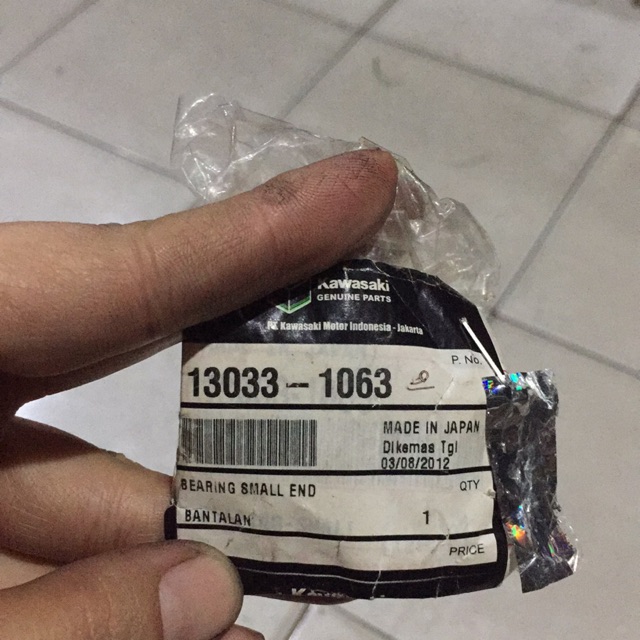 Kawasaki
GENUINE PARTS
PT. Kawasaki Motor Indonesia - Jakarta
P. No.
13033-1063
MADE IN JAPAN
Dikemas Tgl
03/08/2012
BEARING SMALL END
QTY
BANTALAN
1
PRICE